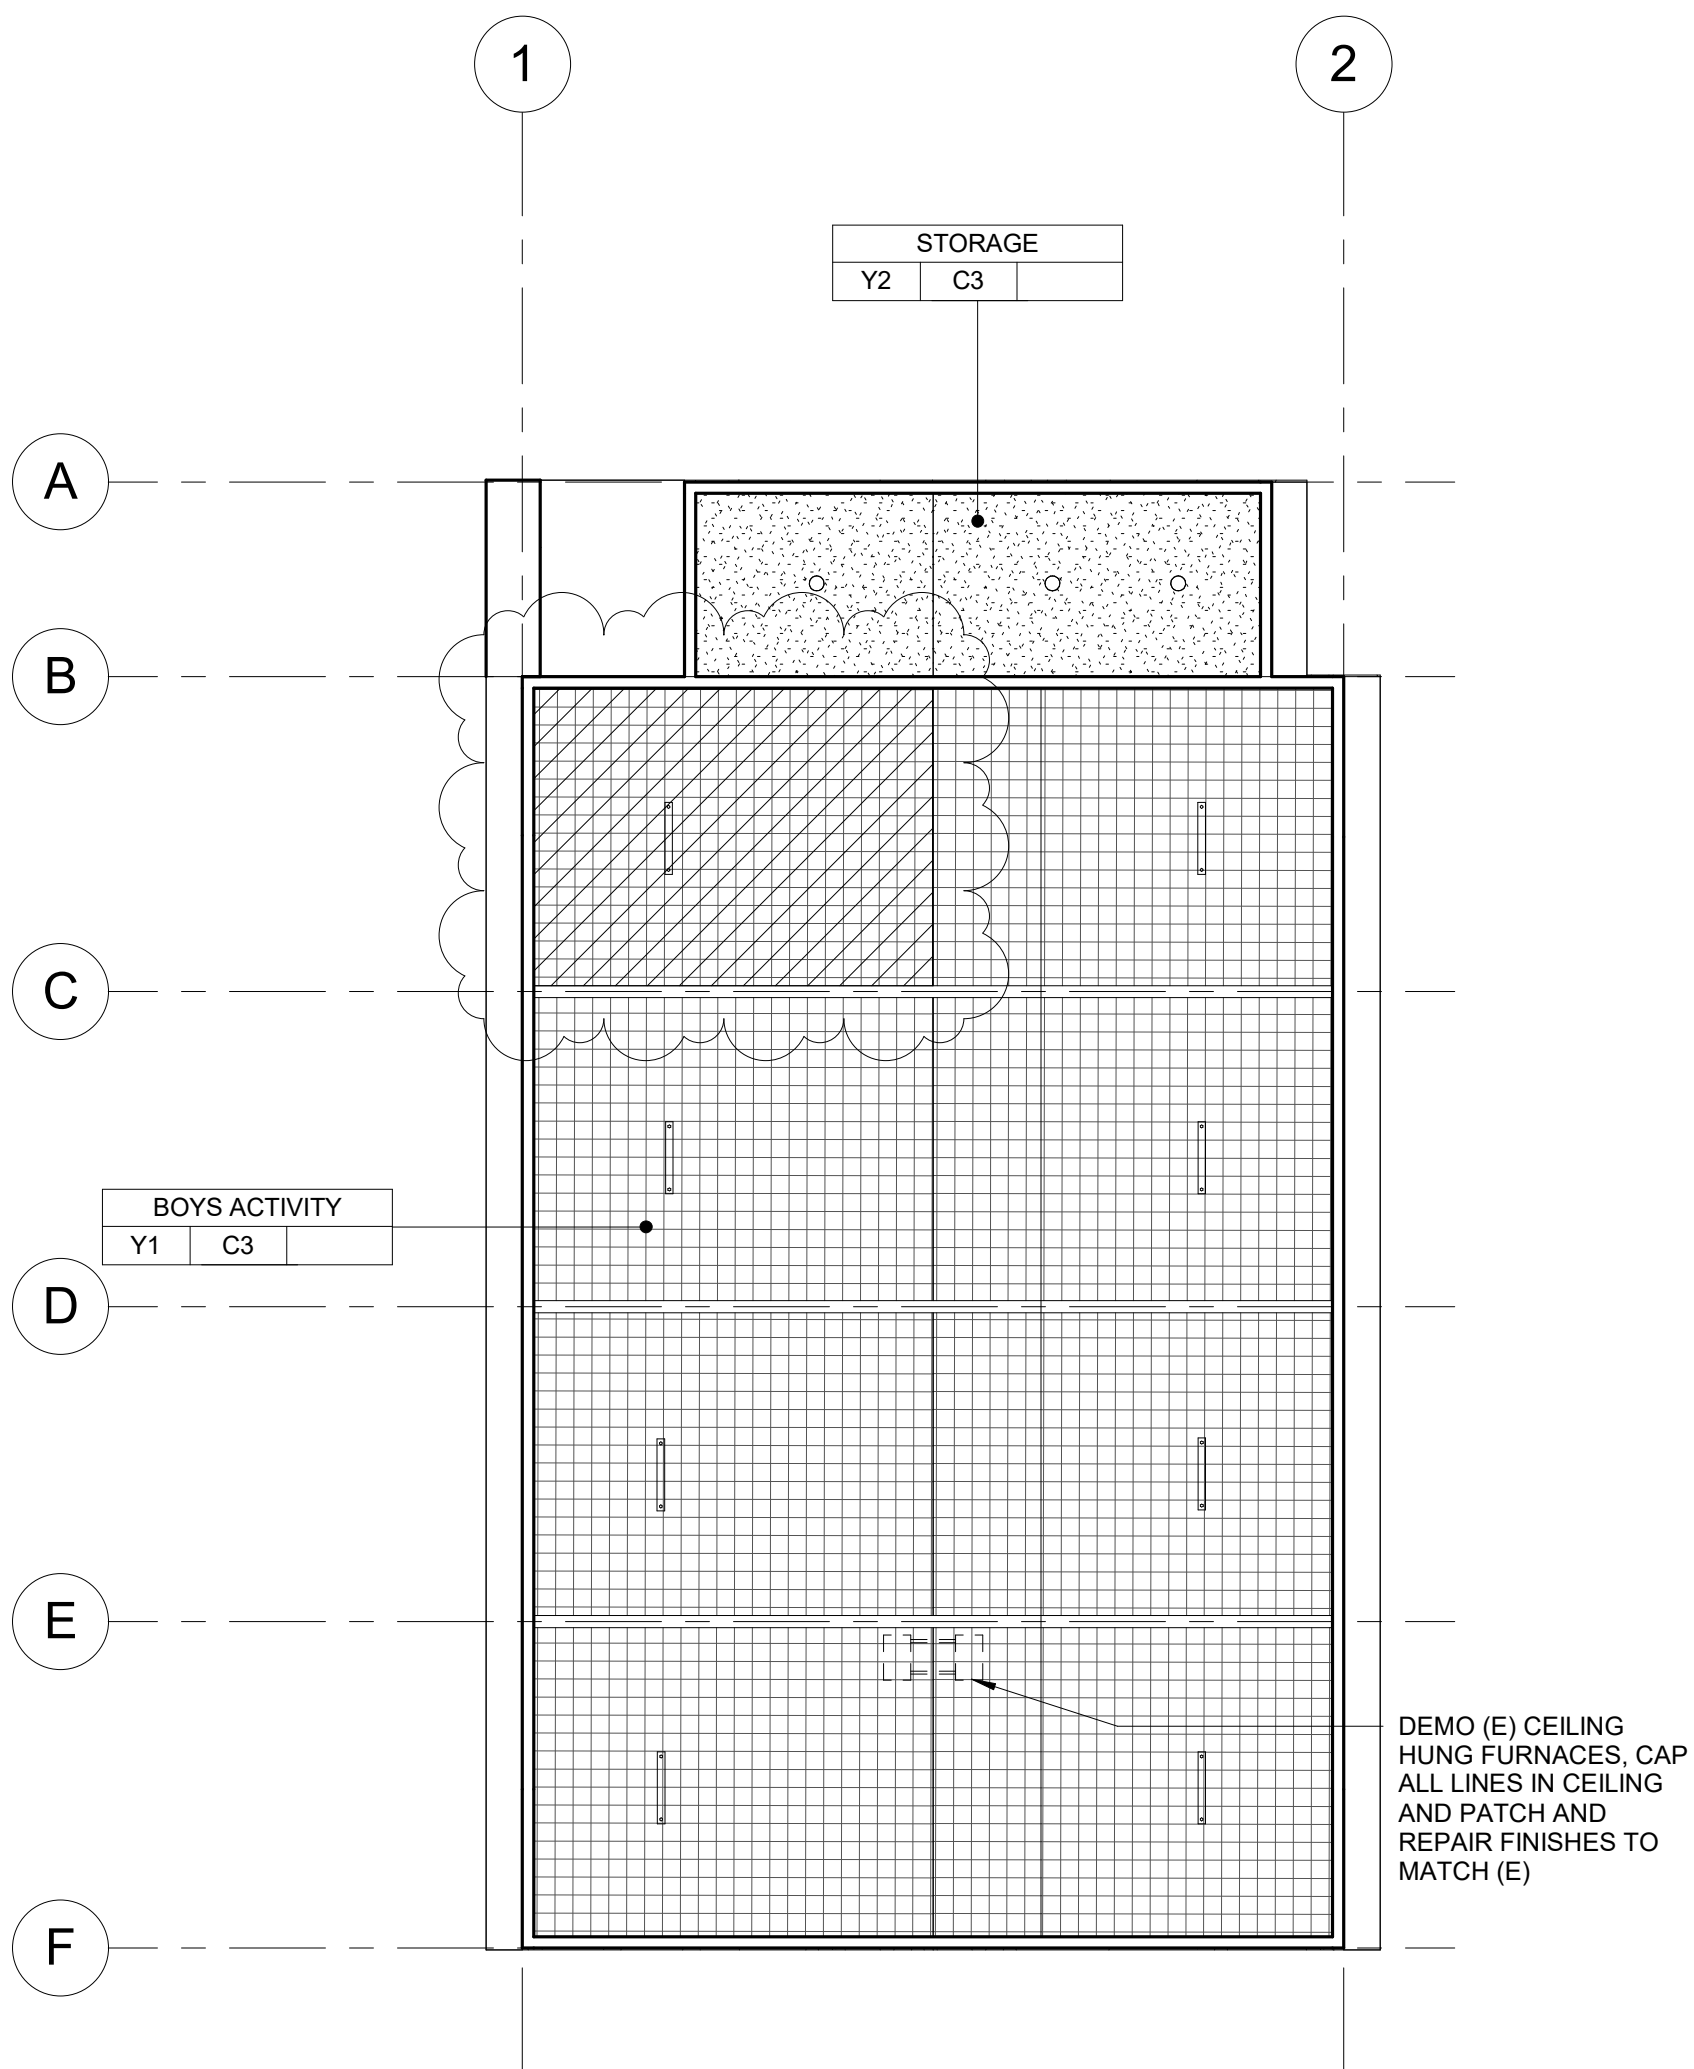 1
2
STORAGE
Y2 C3
A
B
C
BOYS ACTIVITY
Y1 C3
D
E
DEMO (E) CEILING
HUNG FURNACES, CAP
ALL LINES IN CEILING
AND PATCH AND
REPAIR FINISHES TO
MATCH (E)
F